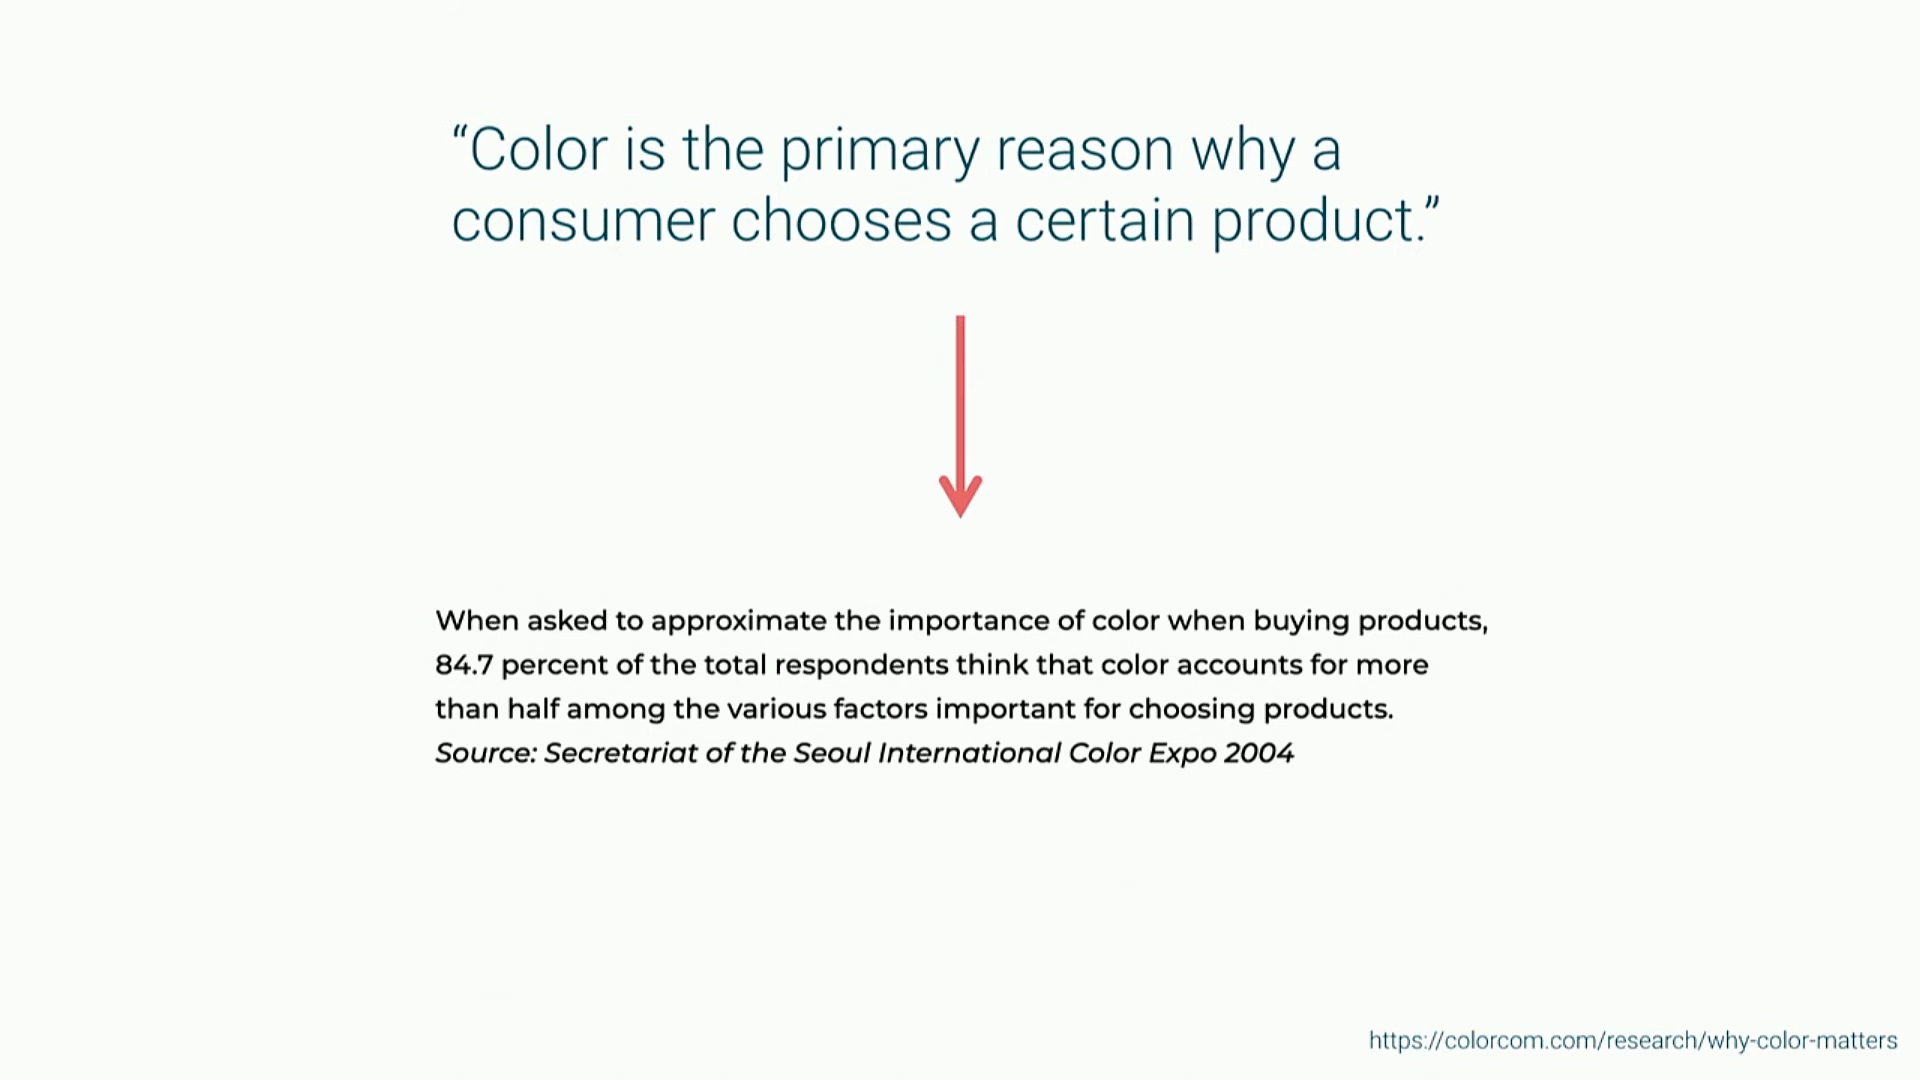 “Color is the primary reason why a
consumer chooses a certain product.”
When asked to approximate the importance of color when buying products,
84.7 percent of the total respondents think that color accounts for more
than half among the various factors important for choosing products.
Source: Secretariat of the Seoul International Color Expo 2004
https://colorcom.com/research/why-color-matters